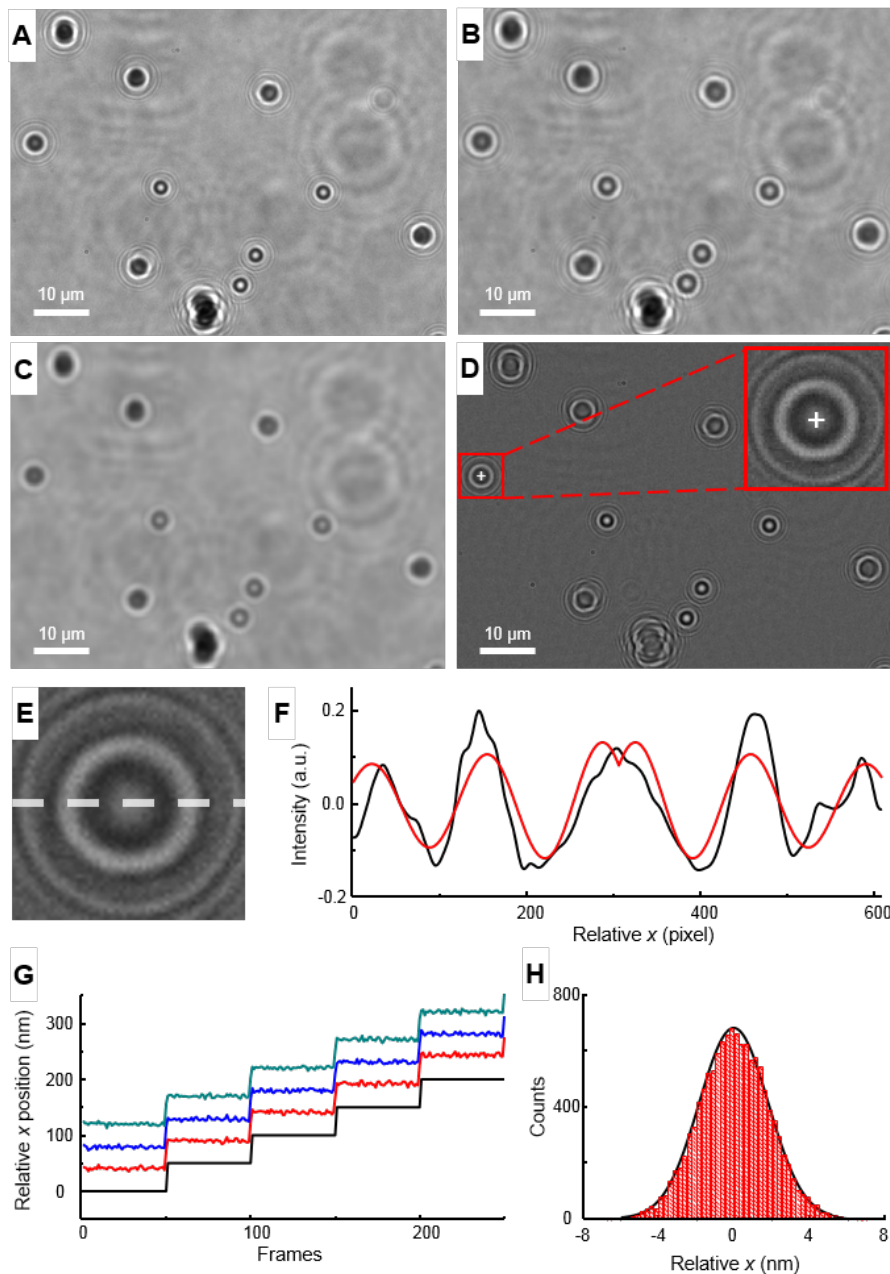 A
10 µm
B
10 µm
C
10 µm
D
10 µm
E
F
Intensity (a.u.)
0.2
0.0
-0.2
0
200
400
600
Relative x (pixel)
G
Relative x position (nm)
300
200
100
0
0
100
200
Frames
H
Counts
800
400
0
-8
-4
0
4
8
Relative x (nm)